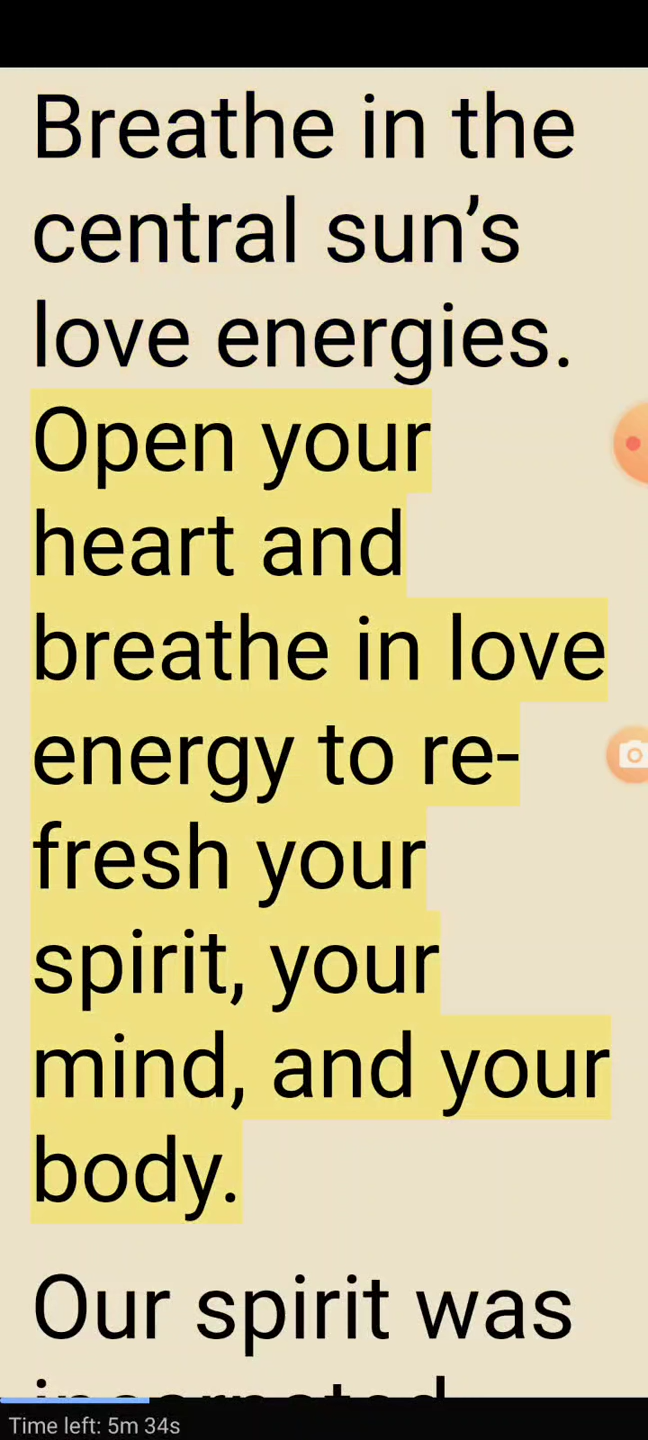 Breathe in the
central sun’s
love energies.
Open your
heart and
breathe in love
energy to re-
fresh your
spirit, your
mind, and your
body.
Our spirit was
Time left: 5m 34s